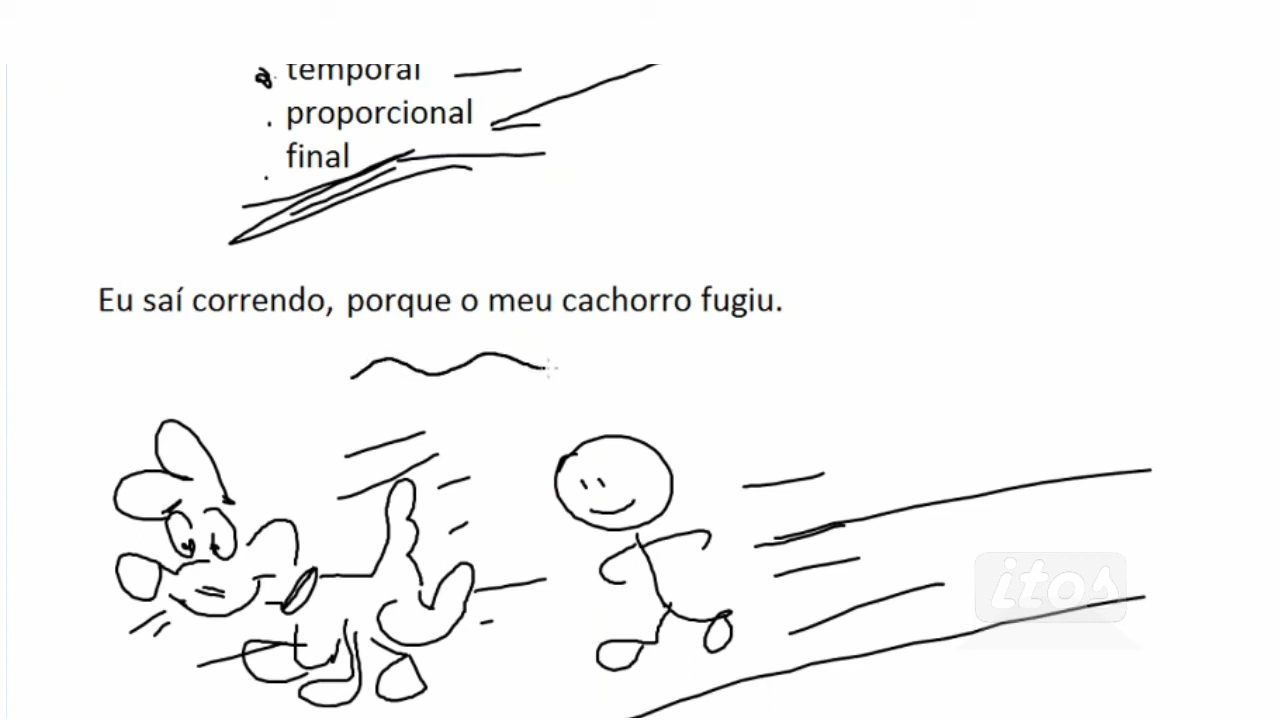 temporal
proporcional
final
Eu saí correndo, porque o meu cachorro fugiu.
itos